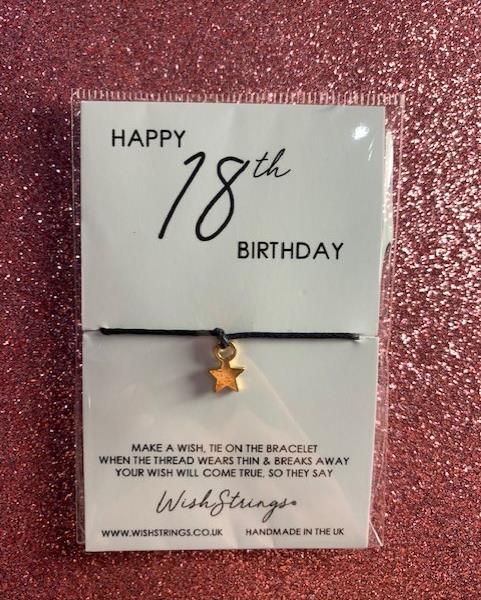 HAPPY
18th
BIRTHDAY
MAKE A WISH, TIE ON THE BRACELET
WHEN THE THREAD WEARS THIN & BREAKS AWAY
YOUR WISH WILL COME TRUE, SO THEY SAY
WishStrings®
WWW.WISHSTRINGS.CO.UK HANDMADE IN THE UK